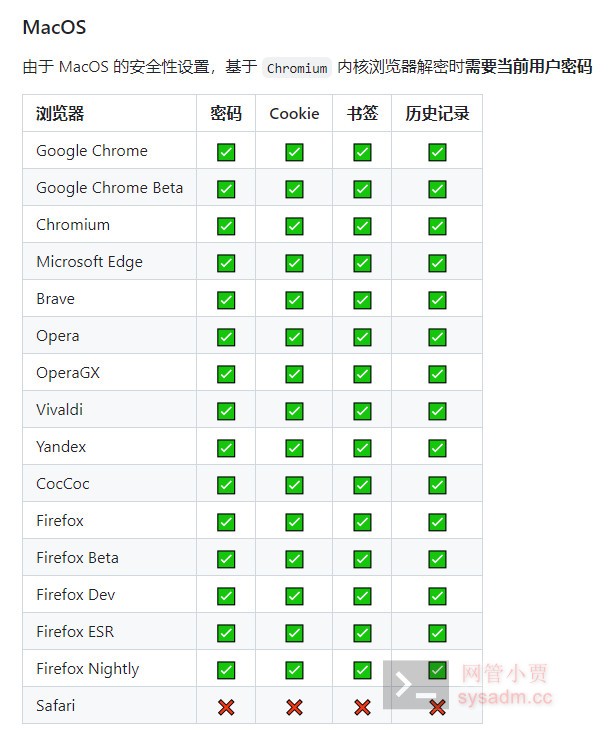 MacOS
由于 MacOS 的安全性设置，基于 Chromium 内核浏览器解密时需要当前用户密码
浏览器 密码 Cookie 书签 历史记录
Google Chrome ✅ ✅ ✅ ✅
Google Chrome Beta ✅ ✅ ✅ ✅
Chromium ✅ ✅ ✅ ✅
Microsoft Edge ✅ ✅ ✅ ✅
Brave ✅ ✅ ✅ ✅
Opera ✅ ✅ ✅ ✅
OperaGX ✅ ✅ ✅ ✅
Vivaldi ✅ ✅ ✅ ✅
Yandex ✅ ✅ ✅ ✅
CocCoc ✅ ✅ ✅ ✅
Firefox ✅ ✅ ✅ ✅
Firefox Beta ✅ ✅ ✅ ✅
Firefox Dev ✅ ✅ ✅ ✅
Firefox ESR ✅ ✅ ✅ ✅
Firefox Nightly ✅ ✅ ✅ ✅
Safari ❌ ❌ ❌ ❌
网管小贾
sysadm.cc